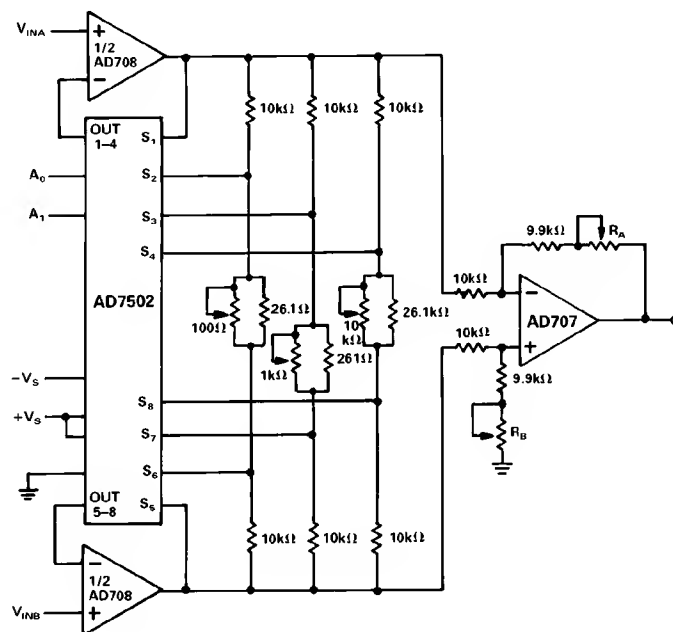 V_INA
+
1/2
AD708
−
OUT
1–4
S₁
A₀
S₂
A₁
S₃
S₄
AD7502
−V_S
+V_S
S₈
S₇
S₆
OUT
5–8
S₅
−
1/2
AD708
V_INB
+
10kΩ
10kΩ
10kΩ
100Ω
26.1Ω
1kΩ
261Ω
10
kΩ
26.1kΩ
10kΩ
10kΩ
10kΩ
9.9kΩ
R_A
10kΩ
−
AD707
10kΩ
+
9.9kΩ
R_B